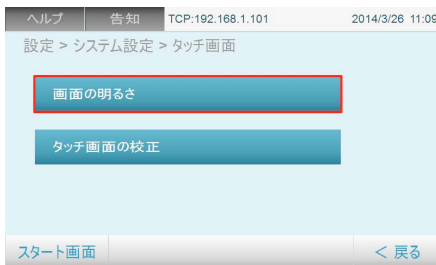 ヘルプ 告知 TCP:192.168.1.101 2014/3/26 11:09
設定 > システム設定 > タッチ画面
画面の明るさ
タッチ画面の校正
スタート画面 < 戻る